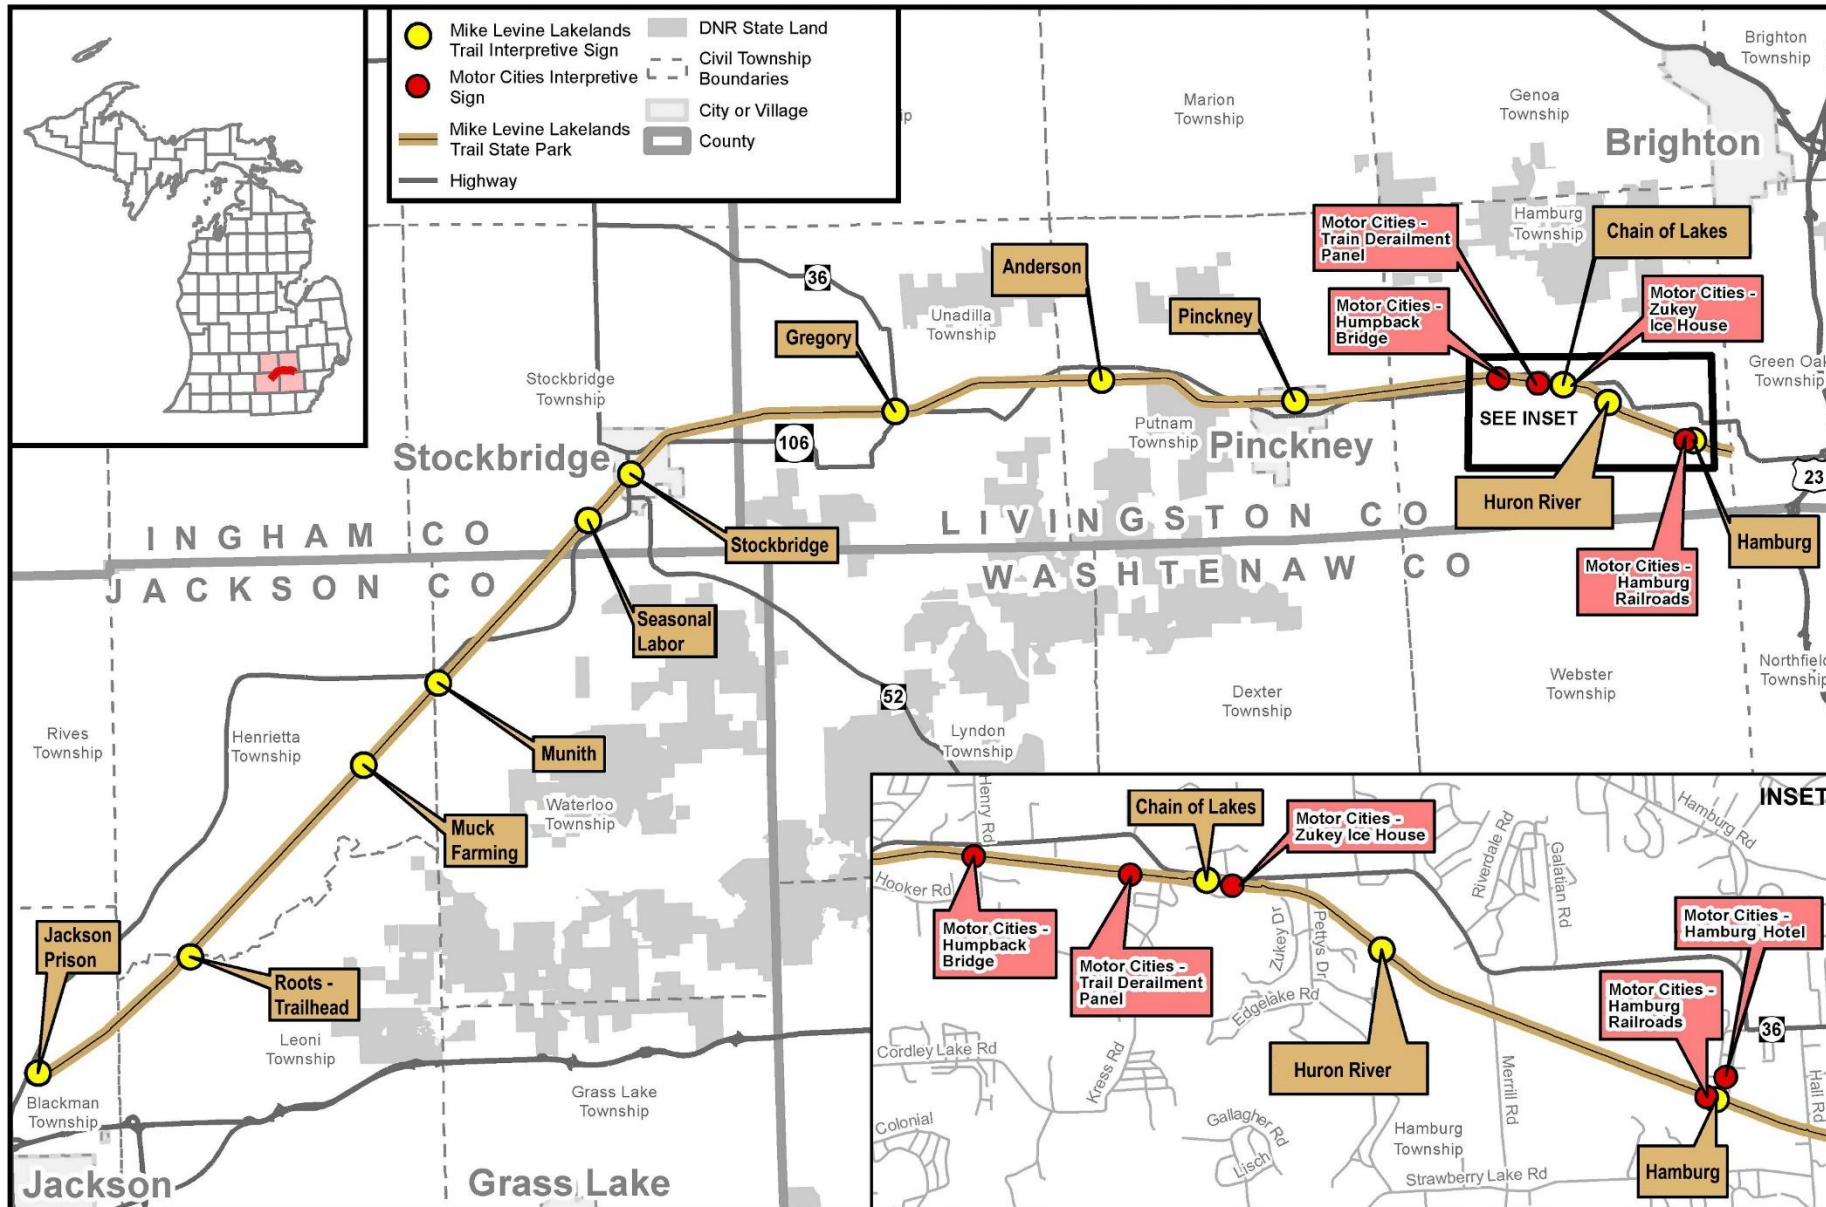 Mike Levine Lakelands
Trail Interpretive Sign
Motor Cities Interpretive
Sign
Mike Levine Lakelands
Trail State Park
Highway
DNR State Land
Civil Township
Boundaries
City or Village
County
ip
Marion
Township
Genoa
Township
Brighton
Township
Brighton
Hamburg
Township
Motor Cities -
Train Derailment
Panel
Chain of Lakes
Motor Cities -
Humpback
Bridge
Motor Cities -
Zukey
Ice House
Anderson
36
Unadilla
Township
Pinckney
Gregory
Green Oak
Township
Stockbridge
Township
SEE INSET
Putnam
Township
Pinckney
106
Stockbridge
23
Huron River
Hamburg
Motor Cities -
Hamburg
Railroads
Stockbridge
INGHAM CO
LIVINGSTON CO
JACKSON CO
WASHTENAW CO
Seasonal
Labor
52
Northfield
Township
Webster
Township
Dexter
Township
Lyndon
Township
Rives
Township
Henrietta
Township
Munith
Waterloo
Township
Muck
Farming
Jackson
Prison
Roots -
Trailhead
Leoni
Township
Grass Lake
Township
Blackman
Township
Jackson
Grass Lake
INSET
Henry Rd
Chain of Lakes
Motor Cities -
Zukey Ice House
Riverdale Rd
Galatian Rd
Hamburg Rd
Hooker Rd
Motor Cities -
Humpback
Bridge
Motor Cities -
Trail Derailment
Panel
Zukey Dr
Pettys Dr
Edgelake Rd
Motor Cities -
Hamburg Hotel
Motor Cities -
Hamburg
Railroads
36
Cordley Lake Rd
Kress Rd
Huron River
Merrill Rd
Hall Rd
Colonial
Gallagher Rd
Lisch
Hamburg
Township
Strawberry Lake Rd
Hamburg